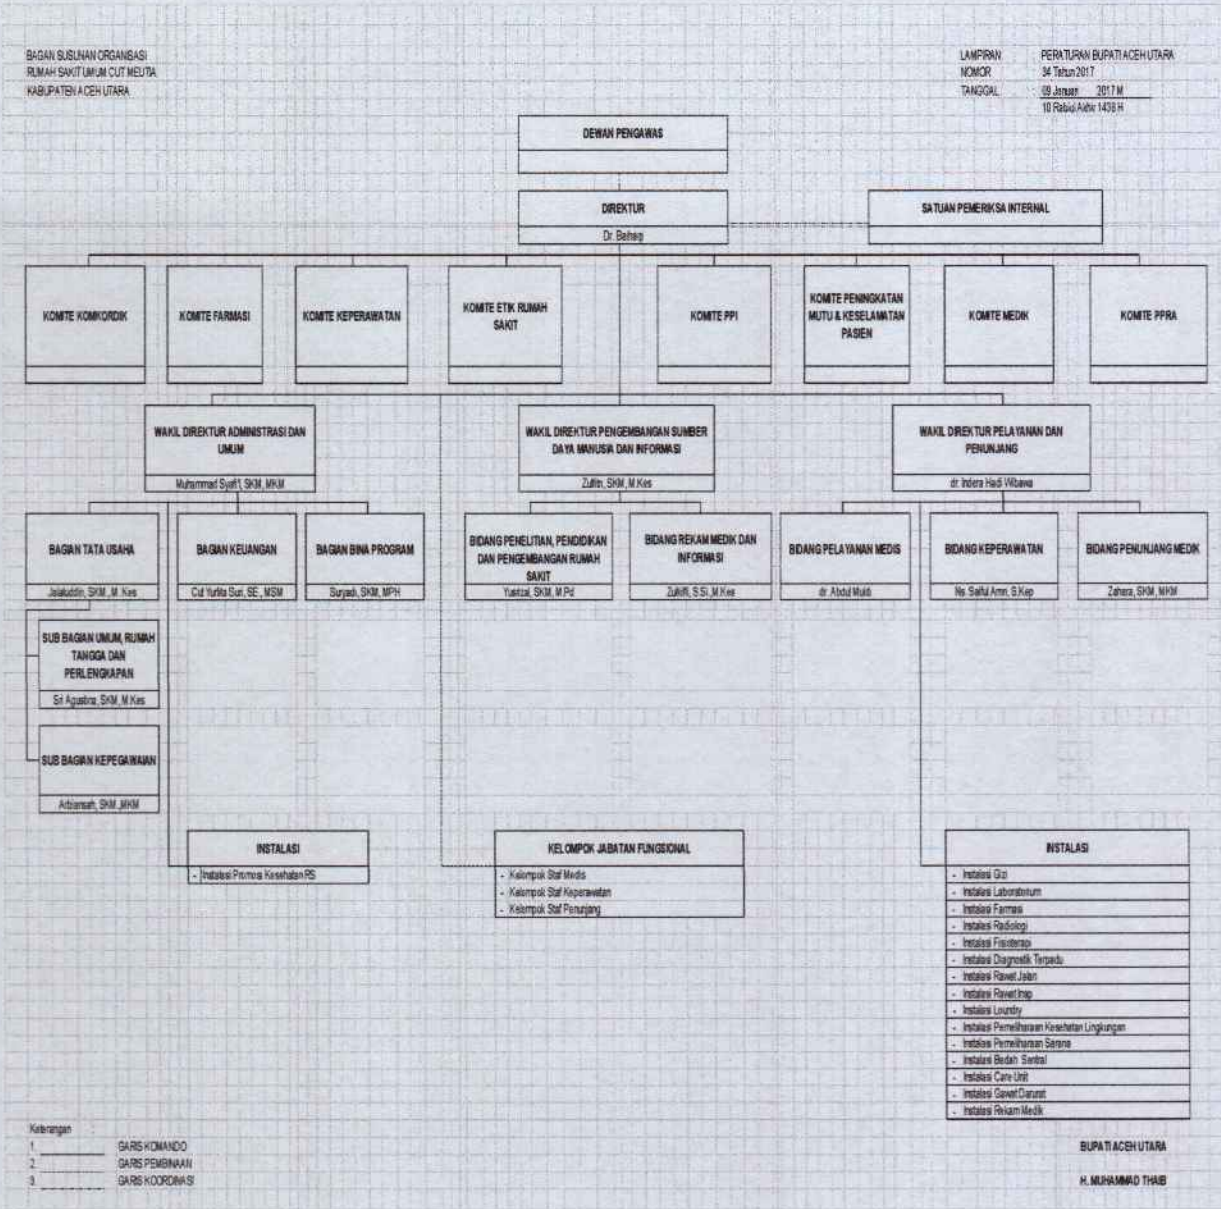 BAGAN SUSUNAN ORGANISASI
RUMAH SAKIT UMUM CUT MEUTIA
KABUPATEN ACEH UTARA
LAMPIRAN : PERATURAN BUPATI ACEH UTARA
NOMOR : 34 Tahun 2017
TANGGAL : 09 Januari 2017 M
10 Rabiul Akhir 1438 H
DEWAN PENGAWAS
DIREKTUR
Dr.
SATUAN PEMERIKSA INTERNAL
KOMITE KOMKORDIK
KOMITE FARMASI
KOMITE KEPERAWATAN
KOMITE ETIK RUMAH
SAKIT
KOMITE PPI
KOMITE PENINGKATAN
MUTU & KESELAMATAN
PASIEN
KOMITE MEDIK
KOMITE PPRA
WAKIL DIREKTUR ADMINISTRASI DAN
UMUM
Muhammad Syafi'i, SKM, MKM
WAKIL DIREKTUR PENGEMBANGAN SUMBER
DAYA MANUSIA DAN INFORMASI
SKM, M.Kes
WAKIL DIREKTUR PELAYANAN DAN
PENUNJANG
dr. Indera Hadi Wibawa
BAGIAN TATA USAHA
Jalaluddin, SKM., M. Kes
BAGIAN KEUANGAN
Cut Yurlita Suri, SE., MSM
BAGIAN BINA PROGRAM
Suryadi, SKM, MPH
BIDANG PENELITIAN, PENDIDIKAN
DAN PENGEMBANGAN RUMAH
SAKIT
SKM, M.Pd
BIDANG REKAM MEDIK DAN
INFORMASI
Zulkifli, S.Si.,M.Kes
BIDANG PELAYANAN MEDIS
dr. Abdul
BIDANG KEPERAWATAN
Ns. Saiful Amri, S.Kep
BIDANG PENUNJANG MEDIK
Zahara, SKM, MKM
SUB BAGIAN UMUM, RUMAH
TANGGA DAN
PERLENGKAPAN
Sri Agustina, SKM, M.Kes
SUB BAGIAN KEPEGAWAIAN
SKM.,MKM
INSTALASI
- Instalasi Promosi Kesehatan RS
KELOMPOK JABATAN FUNGSIONAL
- Kelompok Staf Medis
- Kelompok Staf Keperawatan
- Kelompok Staf Penunjang
INSTALASI
- Instalasi Gizi
- Instalasi Laboratorium
- Instalasi Farmasi
- Instalasi Radiologi
- Instalasi Fisioterapi
- Instalasi Diagnostik Terpadu
- Instalasi Rawat Jalan
- Instalasi Rawat Inap
- Instalasi Loundry
- Instalasi Pemeliharaan Kesehatan Lingkungan
- Instalasi Pemeliharaan Sarana
- Instalasi Bedah Sentral
- Instalasi Care Unit
- Instalasi Gawat Darurat
- Instalasi Rekam Medik
Keterangan :
1. GARIS KOMANDO
2. GARIS PEMBINAAN
3. GARIS KOORDINASI
BUPATI ACEH UTARA
H. MUHAMMAD THAIB